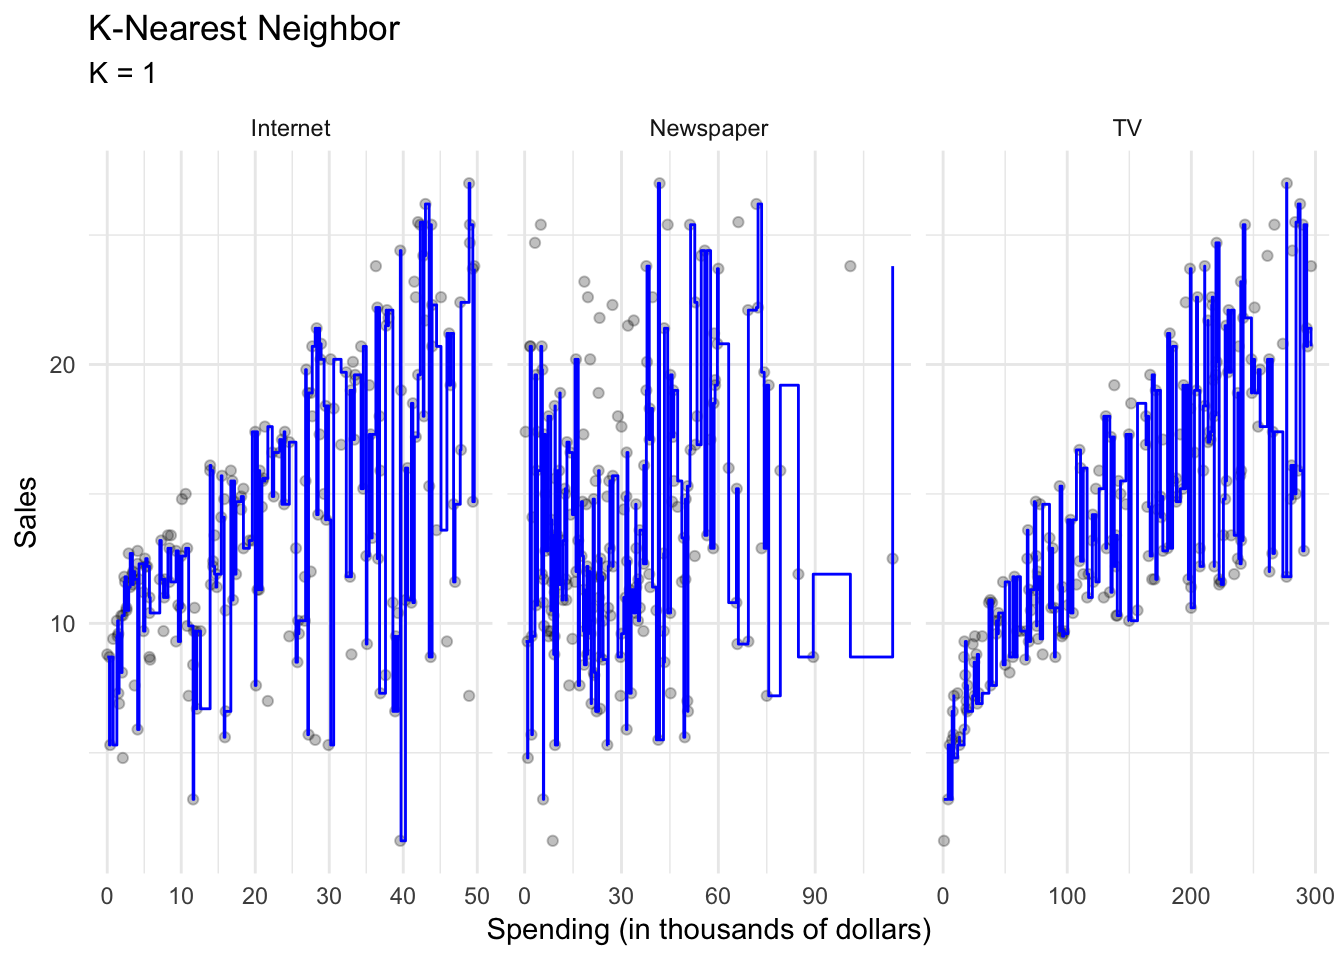 K-Nearest Neighbor
K = 1
Internet Newspaper TV
Sales
20
10
0 10 20 30 40 50 0 30 60 90 0 100 200 300
Spending (in thousands of dollars)